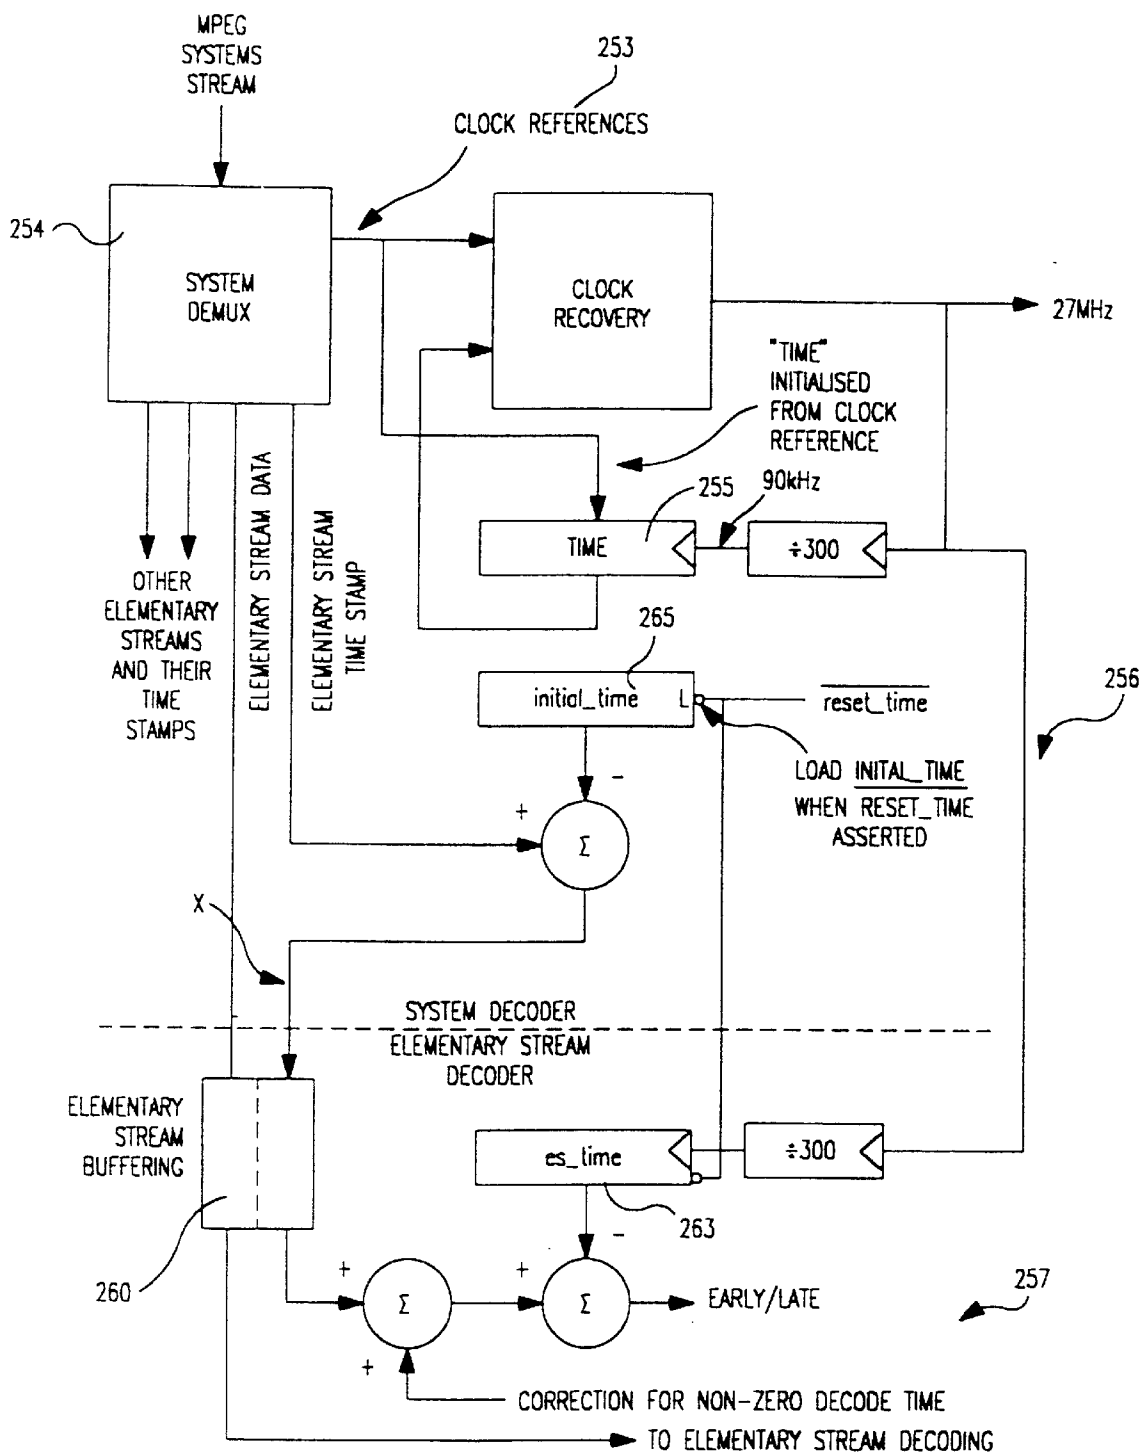 MPEG
SYSTEMS
STREAM
253
CLOCK REFERENCES
254
SYSTEM
DEMUX
CLOCK
RECOVERY
27MHz
"TIME"
INITIALISED
FROM CLOCK
REFERENCE
255
90kHz
TIME
÷300
OTHER
ELEMENTARY
STREAMS
AND THEIR
TIME
STAMPS
ELEMENTARY STREAM DATA
ELEMENTARY STREAM
TIME STAMP
265
initial_time L
reset_time
256
LOAD INITAL_TIME
WHEN RESET_TIME
ASSERTED
-
+
Σ
X
SYSTEM DECODER
ELEMENTARY STREAM
DECODER
ELEMENTARY
STREAM
BUFFERING
es_time
÷300
263
260
-
+
+
Σ
Σ
EARLY/LATE
257
+
CORRECTION FOR NON-ZERO DECODE TIME
TO ELEMENTARY STREAM DECODING